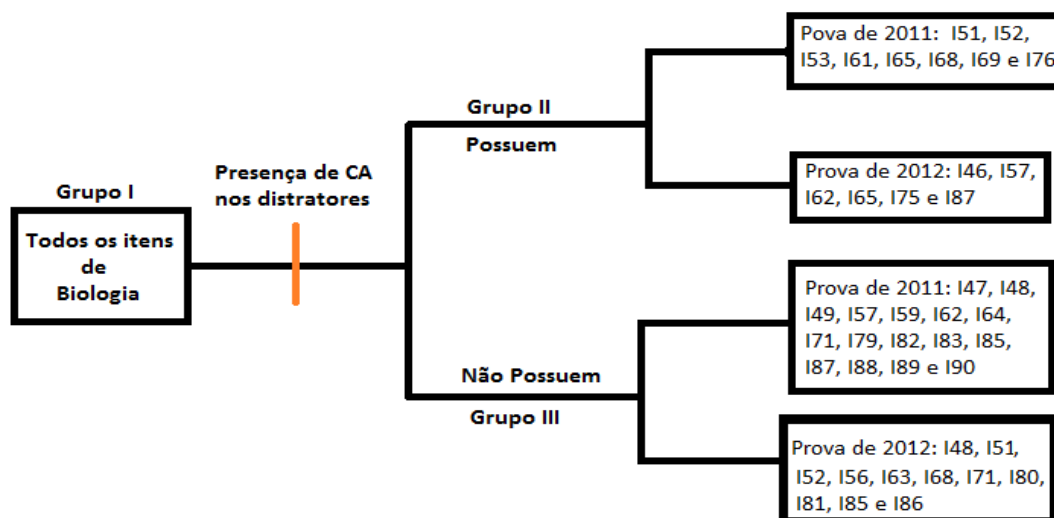 Grupo I
Todos os itens
de
Biologia
Presença de CA
nos distratores
Grupo II
Possuem
Pova de 2011: I51, I52,
I53, I61, I65, I68, I69 e I76
Prova de 2012: I46, I57,
I62, I65, I75 e I87
Não Possuem
Grupo III
Prova de 2011: I47, I48,
I49, I57, I59, I62, I64,
I71, I79, I82, I83, I85,
I87, I88, I89 e I90
Prova de 2012: I48, I51,
I52, I56, I63, I68, I71, I80,
I81, I85 e I86